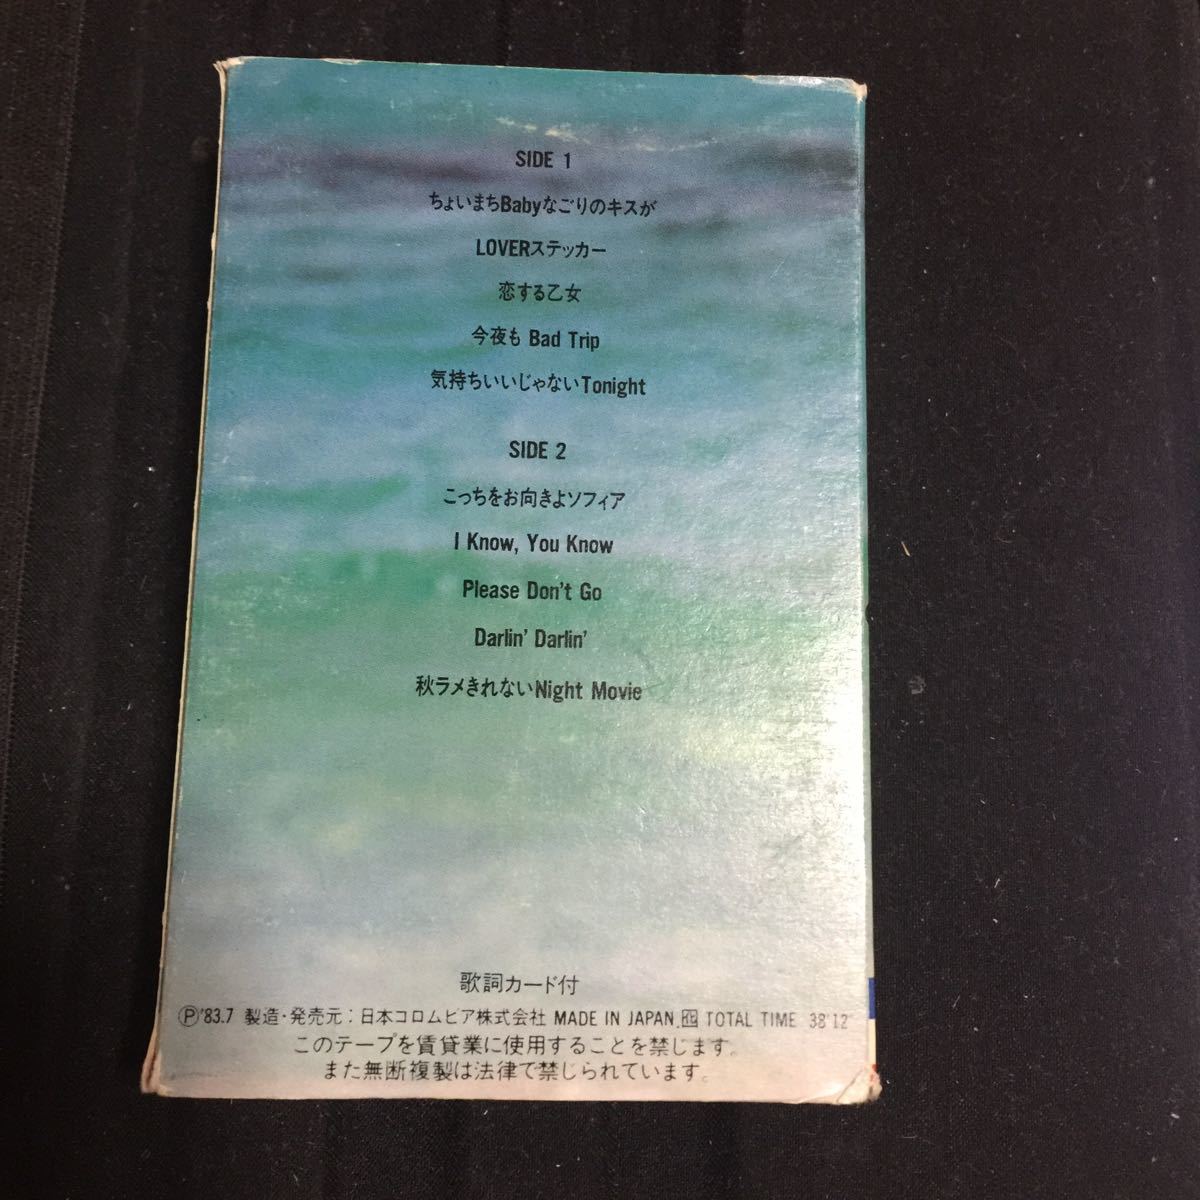 SIDE 1
ちょいまちBabyなごりのキスが
LOVERステッカー
恋する乙女
今夜も Bad Trip
気持ちいいじゃないTonight
SIDE 2
こっちをお向きよソフィア
I Know, You Know
Please Don't Go
Darlin' Darlin'
秋ラメきれないNight Movie
歌詞カード付
Ⓟ'83.7 製造・発売元：日本コロムビア株式会社 MADE IN JAPAN. TOTAL TIME 38'12"
このテープを賃貸業に使用することを禁じます。
また無断複製は法律で禁じられています。